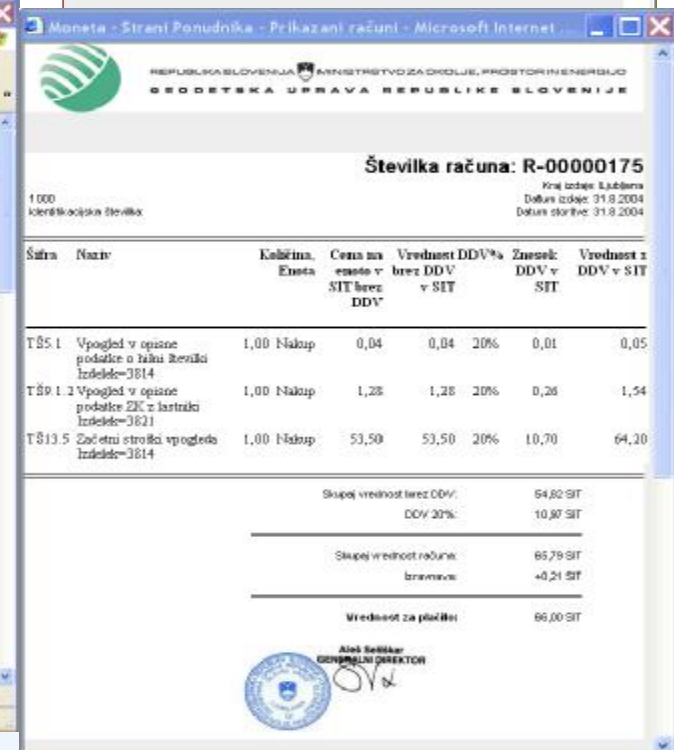 Moneta - Strani Ponudnika - Prikazani računi - Microsoft Internet ...
REPUBLIKA SLOVENIJA MINISTRSTVO ZA OKOLJE, PROSTOR IN ENERGIJO
GEODETSKA UPRAVA REPUBLIKE SLOVENIJE
Številka računa: R-00000175
Kraj izdaje: Ljubljana
1000
Datum izdaje: 31.8.2004
identifikacijska številka:
Datum storitve: 31.8.2004
Šifra Naziv Količina, Enota Cena na enoto v SIT brez DDV Vrednost brez DDV v SIT DDV% Znesek DDV v SIT Vrednost z DDV v SIT
TŠ5.1 Vpogled v opisne 1,00 Nakup 0,04 0,04 20% 0,01 0,05
podatke o hišni številki
Izdelek=3814
TŠ9.1.2 Vpogled v opisne 1,00 Nakup 1,28 1,28 20% 0,26 1,54
podatke ZK z lastniki
Izdelek=3821
TŠ13.5 Začetni stroški vpogleda 1,00 Nakup 53,50 53,50 20% 10,70 64,20
Izdelek=3814
Skupaj vrednost brez DDV: 54,82 SIT
DDV 20%: 10,97 SIT
Skupaj vrednost računa: 65,79 SIT
Izravnava: +0,21 SIT
Vrednost za plačilo: 66,00 SIT
Aleš Seliškar
GENERALNI DIREKTOR